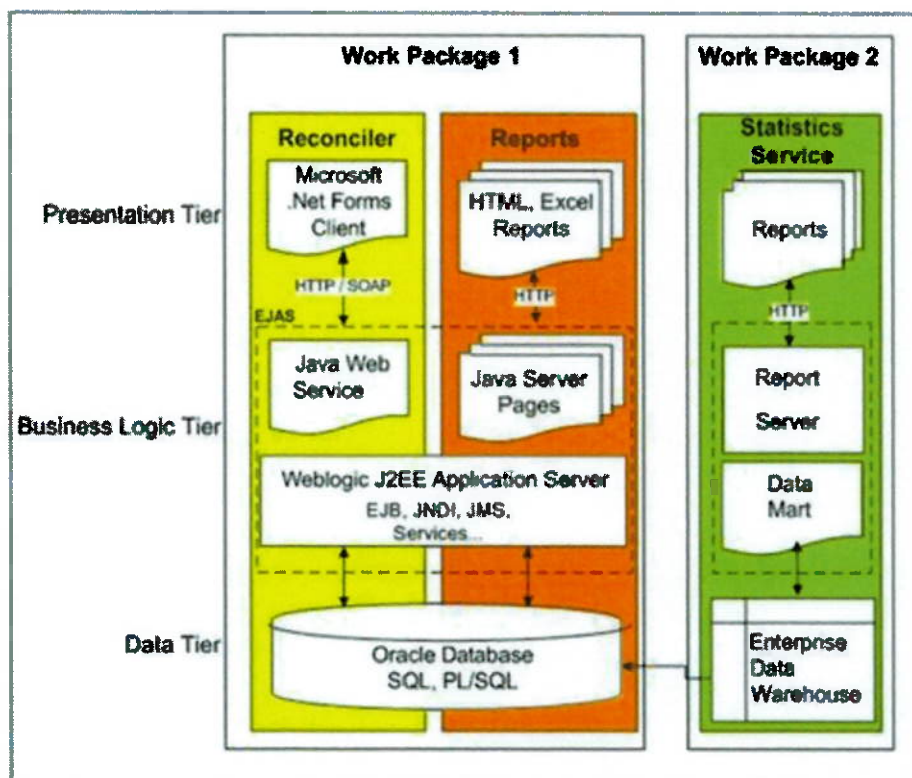 Work Package 1
Work Package 2
Reconciler
Reports
Statistics
Service
Presentation Tier
Microsoft
.Net Forms
Client
HTML, Excel
Reports
Reports
HTTP / SOAP
HTTP
HTTP
EJAS
Java Web
Service
Java Server
Pages
Report
Server
Business Logic Tier
Weblogic J2EE Application Server
EJB, JNDI, JMS,
Services...
Data
Mart
Data Tier
Oracle Database
SQL, PL/SQL
Enterprise
Data
Warehouse